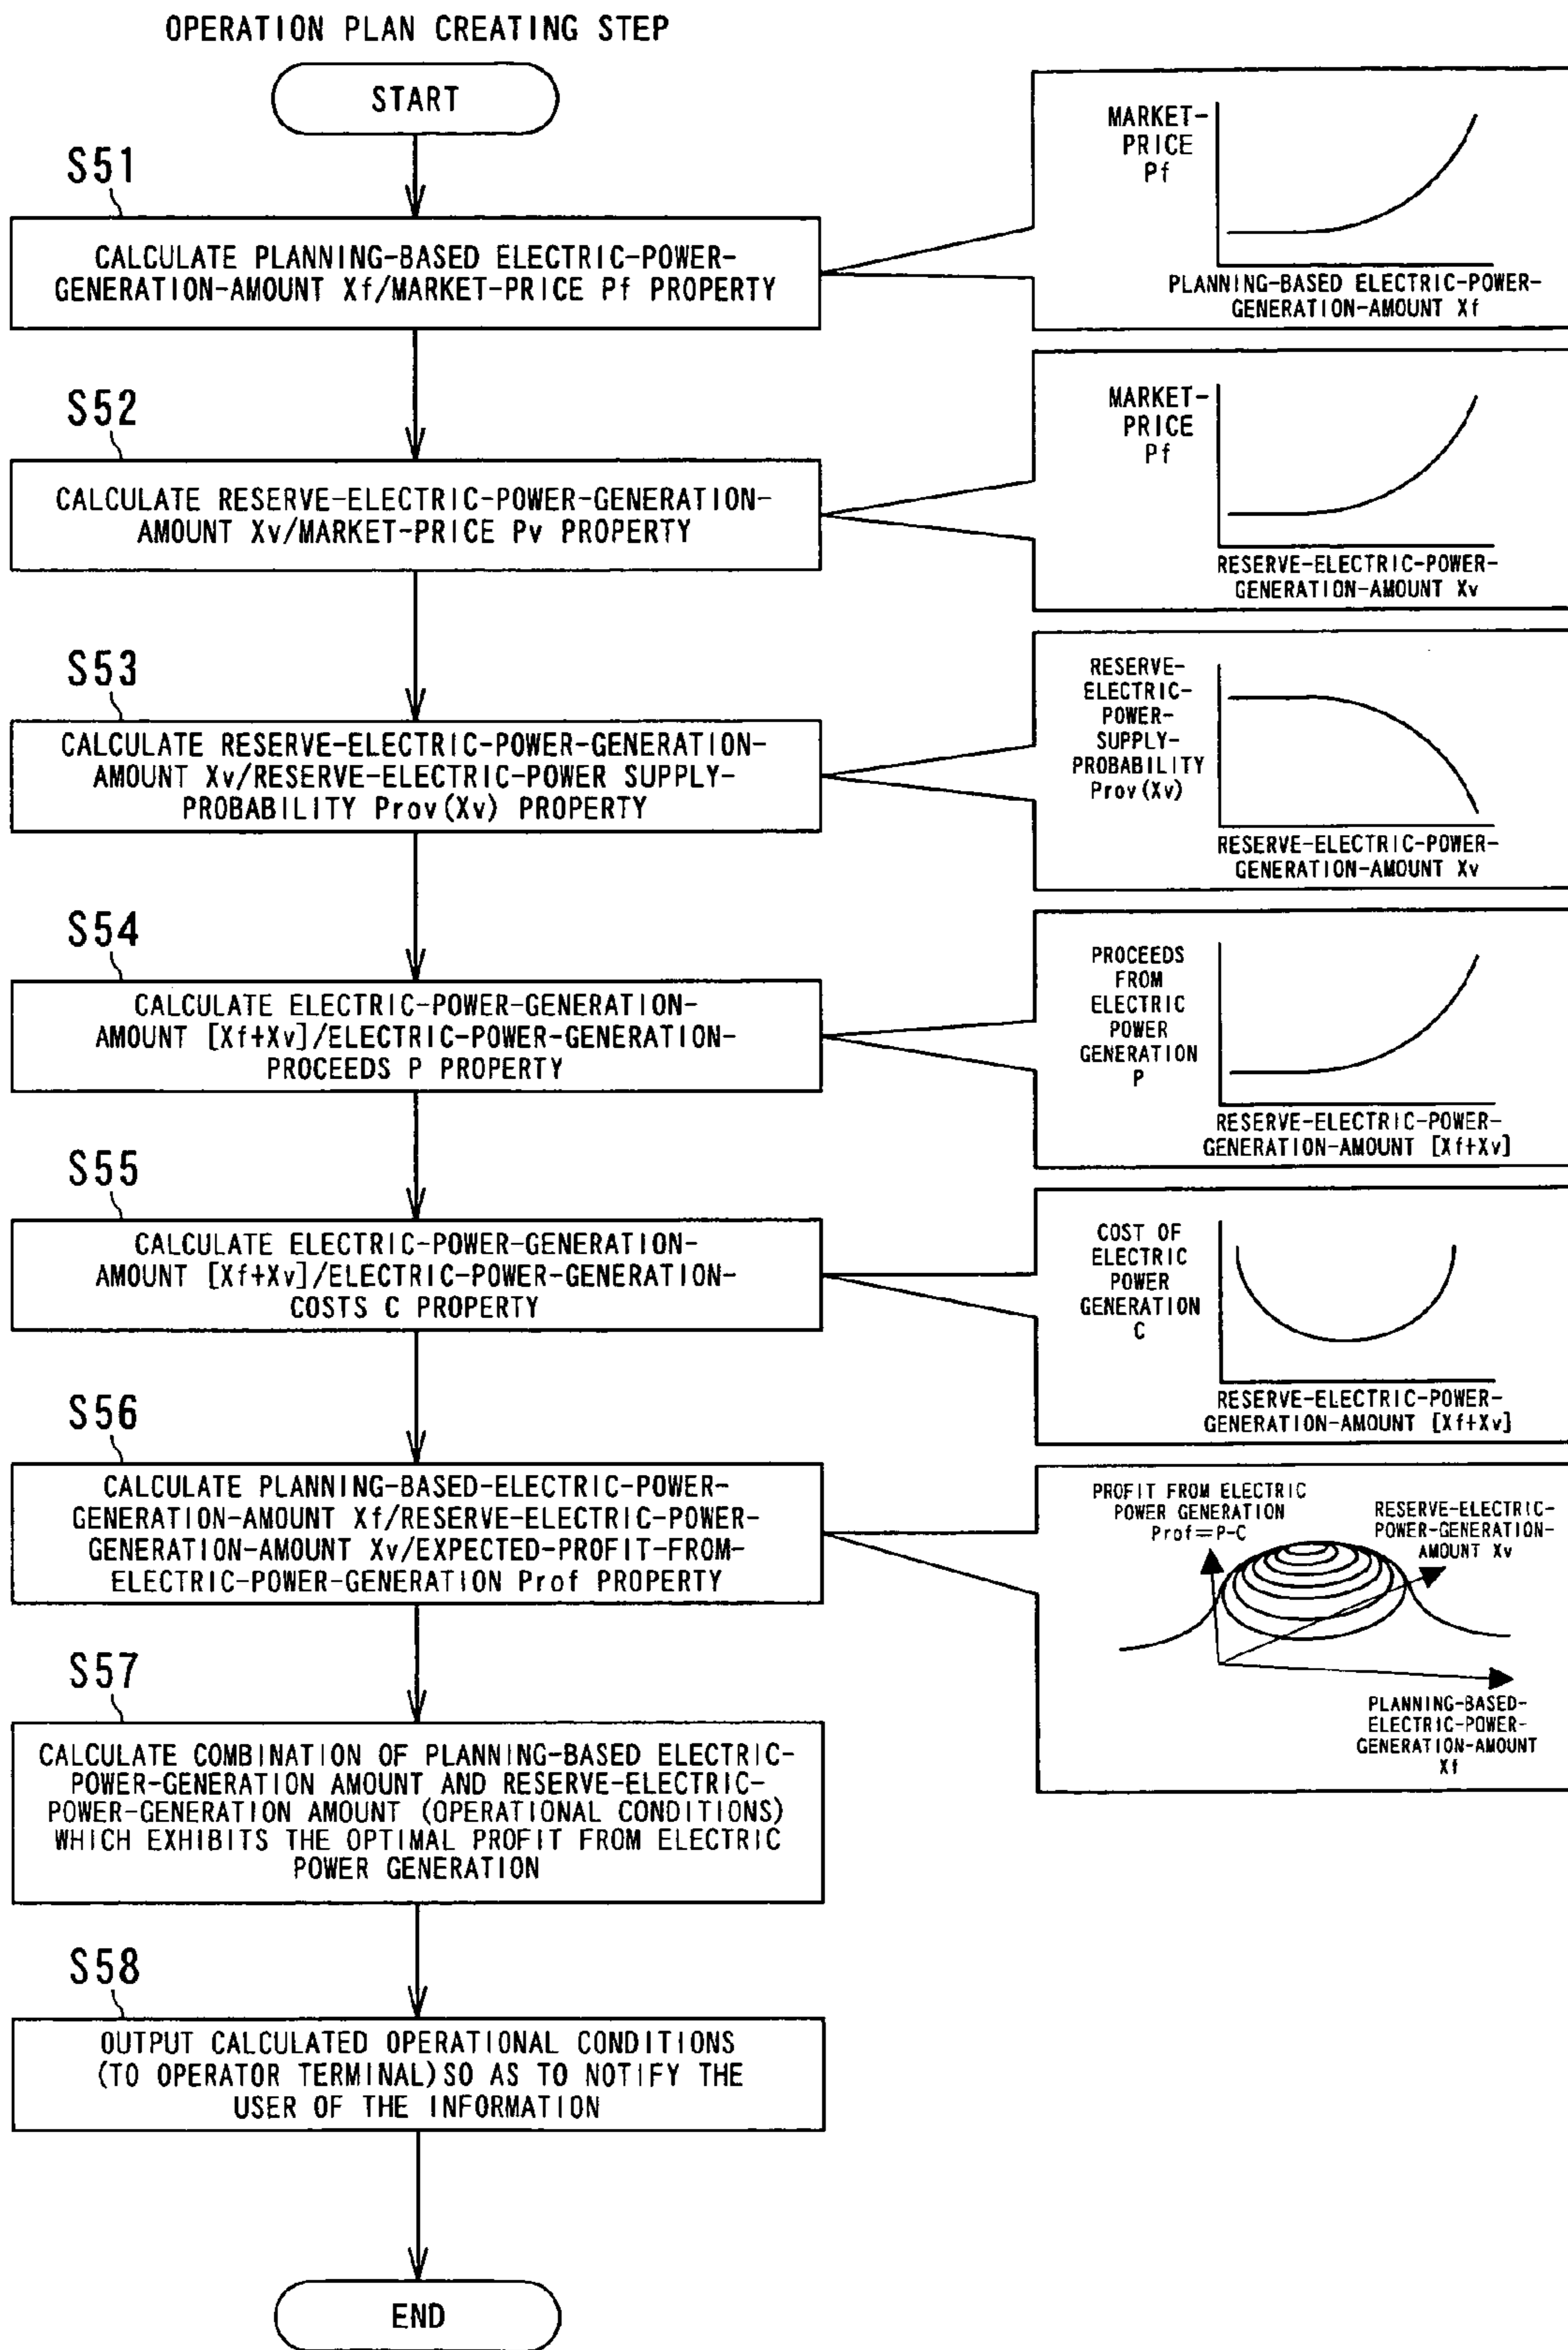 OPERATION PLAN CREATING STEP
START
S51
CALCULATE PLANNING-BASED ELECTRIC-POWER-
GENERATION-AMOUNT Xf/MARKET-PRICE Pf PROPERTY
MARKET-
PRICE
Pf
PLANNING-BASED ELECTRIC-POWER-
GENERATION-AMOUNT Xf
S52
CALCULATE RESERVE-ELECTRIC-POWER-GENERATION-
AMOUNT Xv/MARKET-PRICE Pv PROPERTY
MARKET-
PRICE
Pf
RESERVE-ELECTRIC-POWER-
GENERATION-AMOUNT Xv
S53
CALCULATE RESERVE-ELECTRIC-POWER-GENERATION-
AMOUNT Xv/RESERVE-ELECTRIC-POWER SUPPLY-
PROBABILITY Prov(Xv) PROPERTY
RESERVE-
ELECTRIC-
POWER-
SUPPLY-
PROBABILITY
Prov(Xv)
RESERVE-ELECTRIC-POWER-
GENERATION-AMOUNT Xv
S54
CALCULATE ELECTRIC-POWER-GENERATION-
AMOUNT [Xf+Xv]/ELECTRIC-POWER-GENERATION-
PROCEEDS P PROPERTY
PROCEEDS
FROM
ELECTRIC
POWER
GENERATION
P
RESERVE-ELECTRIC-POWER-
GENERATION-AMOUNT [Xf+Xv]
S55
CALCULATE ELECTRIC-POWER-GENERATION-
AMOUNT [Xf+Xv]/ELECTRIC-POWER-GENERATION-
COSTS C PROPERTY
COST OF
ELECTRIC
POWER
GENERATION
C
RESERVE-ELECTRIC-POWER-
GENERATION-AMOUNT [Xf+Xv]
S56
CALCULATE PLANNING-BASED-ELECTRIC-POWER-
GENERATION-AMOUNT Xf/RESERVE-ELECTRIC-POWER-
GENERATION-AMOUNT Xv/EXPECTED-PROFIT-FROM-
ELECTRIC-POWER-GENERATION Prof PROPERTY
PROFIT FROM ELECTRIC
POWER GENERATION
Prof=P-C
RESERVE-ELECTRIC-
POWER-GENERATION-
AMOUNT Xv
PLANNING-BASED-
ELECTRIC-POWER-
GENERATION-AMOUNT
Xf
S57
CALCULATE COMBINATION OF PLANNING-BASED ELECTRIC-
POWER-GENERATION AMOUNT AND RESERVE-ELECTRIC-
POWER-GENERATION AMOUNT (OPERATIONAL CONDITIONS)
WHICH EXHIBITS THE OPTIMAL PROFIT FROM ELECTRIC
POWER GENERATION
S58
OUTPUT CALCULATED OPERATIONAL CONDITIONS
(TO OPERATOR TERMINAL)SO AS TO NOTIFY THE
USER OF THE INFORMATION
END